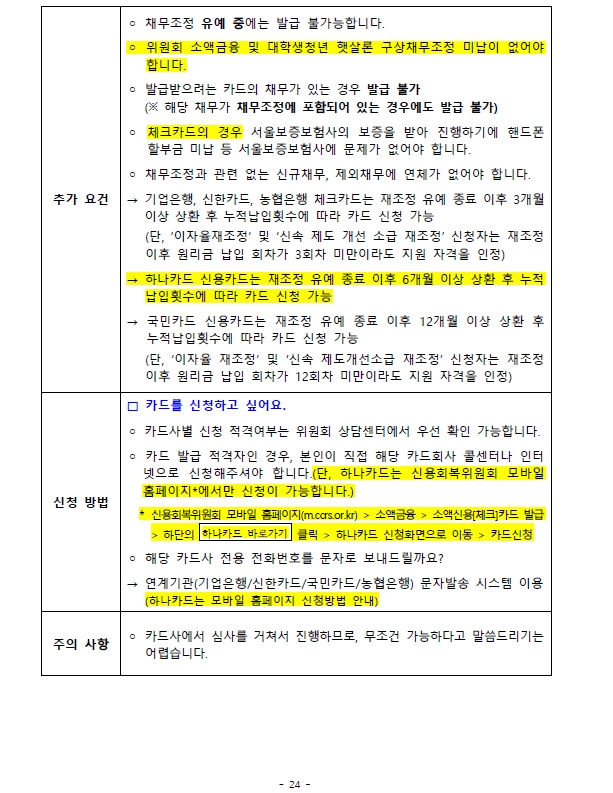 ○ 채무조정 유예 중에는 발급 불가능합니다.
○ 위원회 소액금융 및 대학생청년 햇살론 구상채무조정 미납이 없어야
합니다.
○ 발급받으려는 카드의 채무가 있는 경우 발급 불가
(※ 해당 채무가 채무조정에 포함되어 있는 경우에도 발급 불가)
○ 체크카드의 경우 서울보증보험사의 보증을 받아 진행하기에 핸드폰
할부금 미납 등 서울보증보험사에 문제가 없어야 합니다.
○ 채무조정과 관련 없는 신규채무, 제외채무에 연체가 없어야 합니다.
추가 요건
→ 기업은행, 신한카드, 농협은행 체크카드는 재조정 유예 종료 이후 3개월
이상 상환 후 누적납입횟수에 따라 카드 신청 가능
(단, ‘이자율재조정’ 및 ‘신속 제도 개선 소급 재조정’ 신청자는 재조정
이후 원리금 납입 회차가 3회차 미만이라도 지원 자격을 인정)
→ 하나카드 신용카드는 재조정 유예 종료 이후 6개월 이상 상환 후 누적
납입횟수에 따라 카드 신청 가능
→ 국민카드 신용카드는 재조정 유예 종료 이후 12개월 이상 상환 후
누적납입횟수에 따라 카드 신청 가능
(단, ‘이자율 재조정’ 및 ‘신속 제도개선소급 재조정’ 신청자는 재조정
이후 원리금 납입 회차가 12회차 미만이라도 지원 자격을 인정)
□ 카드를 신청하고 싶어요.
○ 카드사별 신청 적격여부는 위원회 상담센터에서 우선 확인 가능합니다.
○ 카드 발급 적격자인 경우, 본인이 직접 해당 카드회사 콜센터나 인터
넷으로 신청해주셔야 합니다.(단, 하나카드는 신용회복위원회 모바일
홈페이지*에서만 신청이 가능합니다.)
신청 방법
* 신용회복위원회 모바일 홈페이지(m.ccrs.or.kr) > 소액금융 > 소액신용[체크]카드 발급
> 하단의 하나카드 바로가기 클릭 > 하나카드 신청화면으로 이동 > 카드신청
○ 해당 카드사 전용 전화번호를 문자로 보내드릴까요?
→ 연계기관(기업은행/신한카드/국민카드/농협은행) 문자발송 시스템 이용
(하나카드는 모바일 홈페이지 신청방법 안내)
주의 사항
○ 카드사에서 심사를 거쳐서 진행하므로, 무조건 가능하다고 말씀드리기는
어렵습니다.
- 24 -